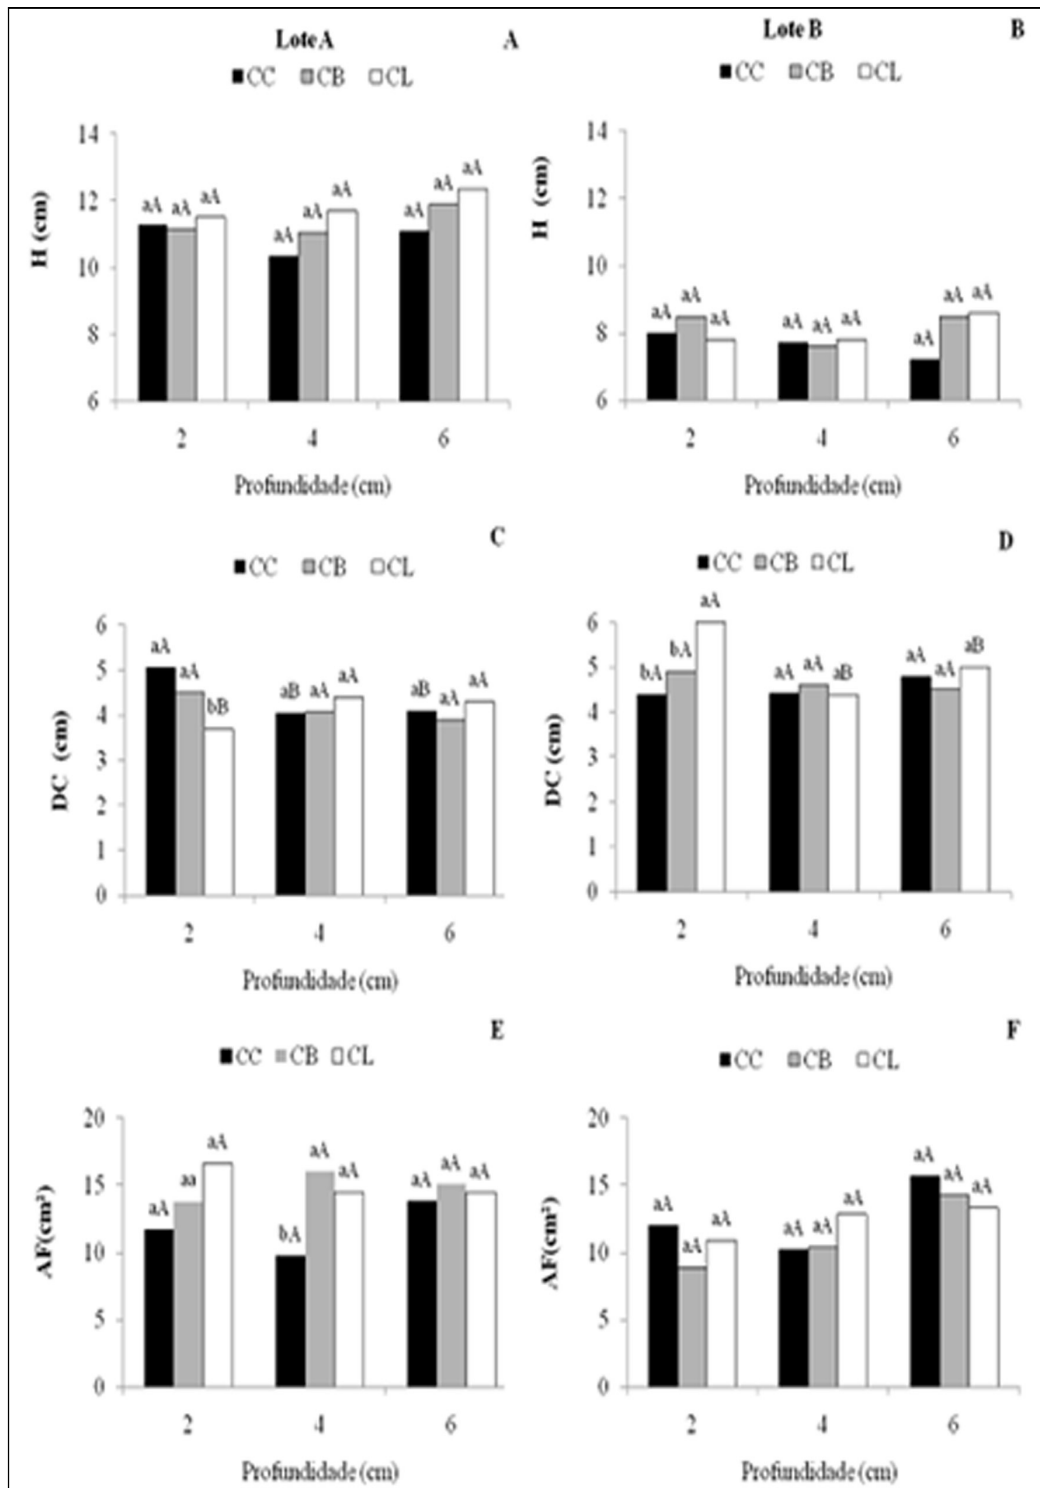 Lote A A
CC CB CL
H (cm)
14
12
10
8
6
aA aA aA
aA aA aA
aA aA aA
2 4 6
Profundidade (cm)
Lote B B
CC CB CL
H (cm)
14
12
10
8
6
aA aA aA
aA aA aA
aA aA aA
2 4 6
Profundidade (cm)
C
CC CB CL
DC (cm)
6
5
4
3
2
1
0
aA aA bB
aB aA aA
aB aA aA
2 4 6
Profundidade (cm)
D
CC CB CL
DC (cm)
6
5
4
3
2
1
0
bA bA aA
aA aA aB
aA aA aB
2 4 6
Profundidade (cm)
E
CC CB CL
AF(cm²)
20
15
10
5
0
aA aa aA
bA aA aA
aA aA aA
2 4 6
Profundidade (cm)
F
CC CB CL
AF(cm²)
20
15
10
5
0
aA aA aA
aA aA aA
aA aA aA
2 4 6
Profundidade (cm)